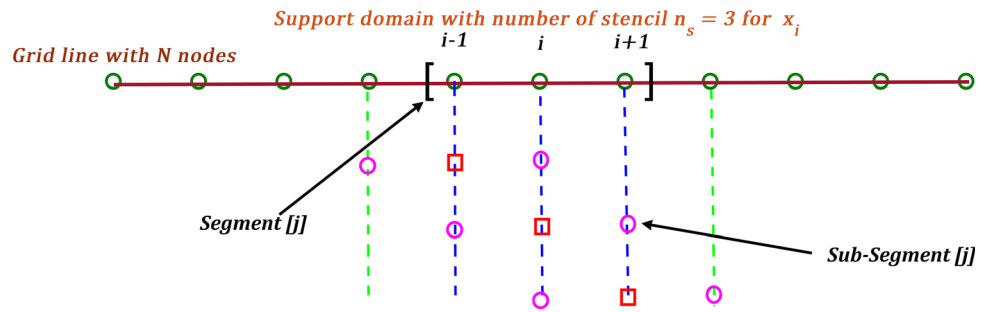 Support domain with number of stencil n_s = 3 for x_i
i-1 i i+1
Grid line with N nodes
Segment [j]
Sub-Segment [j]